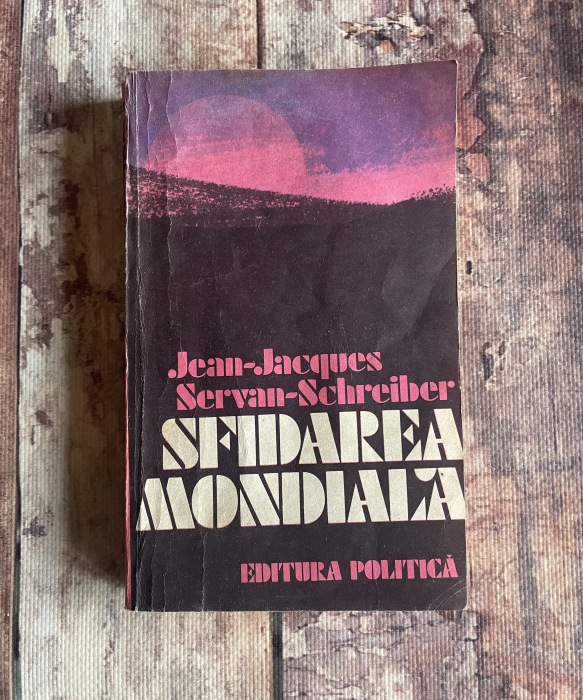 Jean-Jacques
Servan-Schreiber
SFIDAREA
MONDIALĂ
EDITURA POLITICĂ